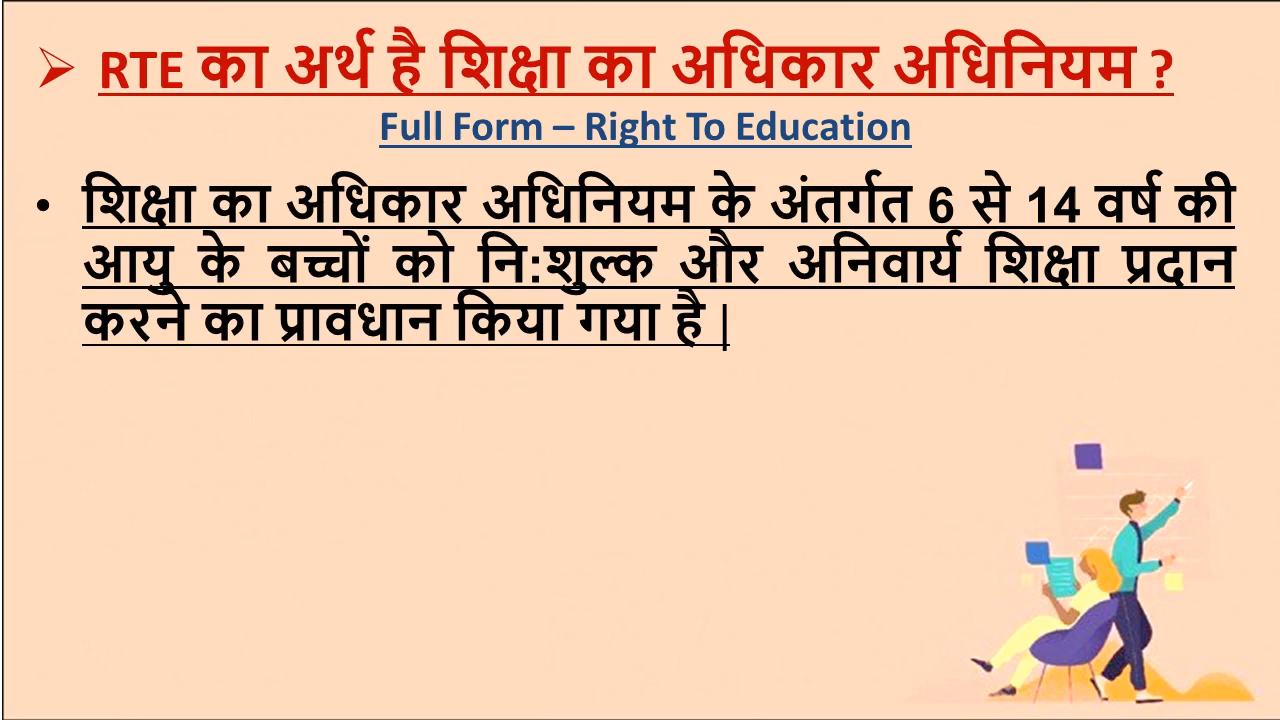 ➢ RTE का अर्थ है शिक्षा का अधिकार अधिनियम ?
Full Form – Right To Education
• शिक्षा का अधिकार अधिनियम के अंतर्गत 6 से 14 वर्ष की
आयु के बच्चों को नि:शुल्क और अनिवार्य शिक्षा प्रदान
करने का प्रावधान किया गया है |